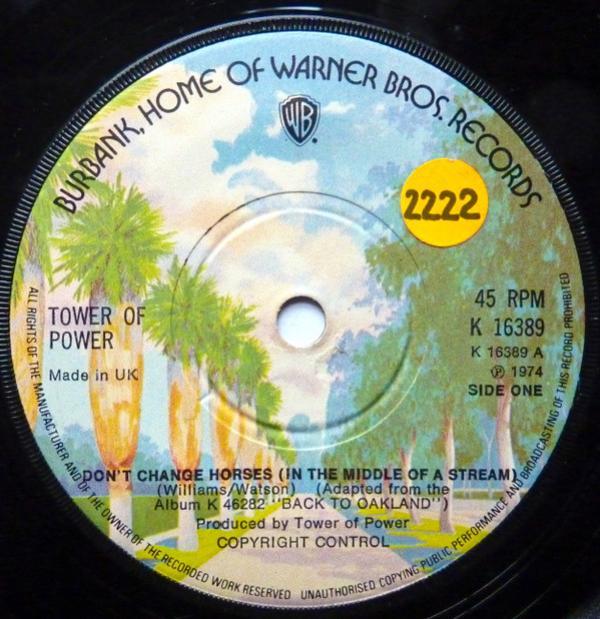 BURBANK, HOME OF WARNER BROS. RECORDS
WB
2222
TOWER OF
POWER
Made in UK
45 RPM
K 16389
K 16389 A
℗ 1974
SIDE ONE
DON'T CHANGE HORSES (IN THE MIDDLE OF A STREAM)
(Williams/Watson) (Adapted from the
Album K 46282 "BACK TO OAKLAND")
Produced by Tower of Power
COPYRIGHT CONTROL
ALL RIGHTS OF THE MANUFACTURER AND OF THE OWNER OF THE RECORDED WORK RESERVED UNAUTHORISED COPYING PUBLIC PERFORMANCE AND BROADCASTING OF THIS RECORD PROHIBITED